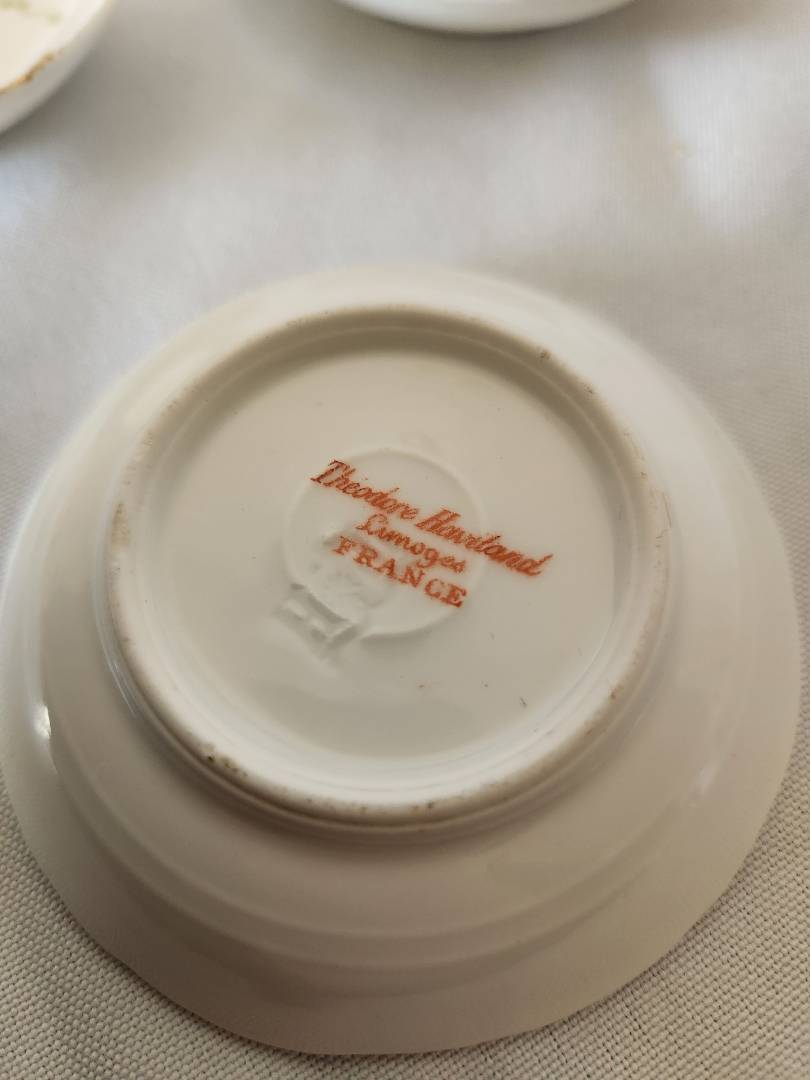 Theodore Haviland
Limoges
FRANCE